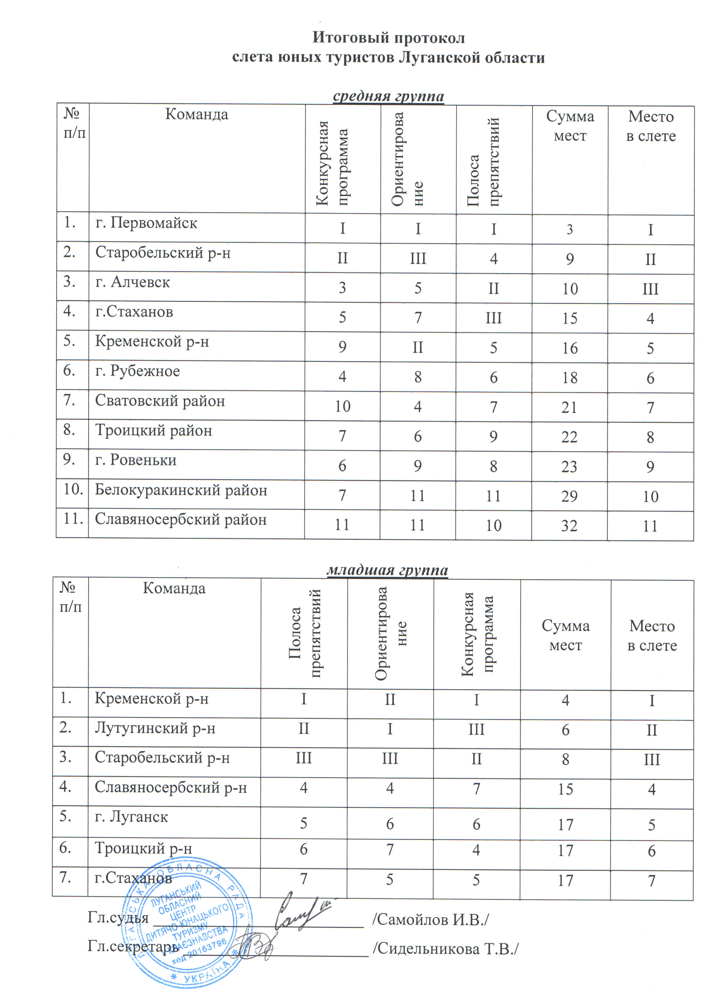 Итоговый протокол
слета юных туристов Луганской области
средняя группа
№ п/п Команда Конкурсная программа Ориентирова ние Полоса препятствий Сумма мест Место в слете
1. г. Первомайск I I I 3 I
2. Старобельский р-н II III 4 9 II
3. г. Алчевск 3 5 II 10 III
4. г.Стаханов 5 7 III 15 4
5. Кременской р-н 9 II 5 16 5
6. г. Рубежное 4 8 6 18 6
7. Сватовский район 10 4 7 21 7
8. Троицкий район 7 6 9 22 8
9. г. Ровеньки 6 9 8 23 9
10. Белокуракинский район 7 11 11 29 10
11. Славяносербский район 11 11 10 32 11
младшая группа
№ п/п Команда Полоса препятствий Ориентирова ние Конкурсная программа Сумма мест Место в слете
1. Кременской р-н I II I 4 I
2. Лутугинский р-н II I III 6 II
3. Старобельский р-н III III II 8 III
4. Славяносербский р-н 4 4 7 15 4
5. г. Луганск 5 6 6 17 5
6. Троицкий р-н 6 7 4 17 6
7. г.Стаханов 7 5 5 17 7
Гл.судья /Самойлов И.В./
Гл.секретарь /Сидельникова Т.В./
ЛУГАНСЬКА ОБЛАСНА РАДА
* УКРАЇНА *
ЛУГАНСЬКИЙ
ОБЛАСНИЙ
ЦЕНТР
ДИТЯЧО-ЮНАЦЬКОГО
ТУРИЗМУ
І КРАЄЗНАВСТВА
код 20163796